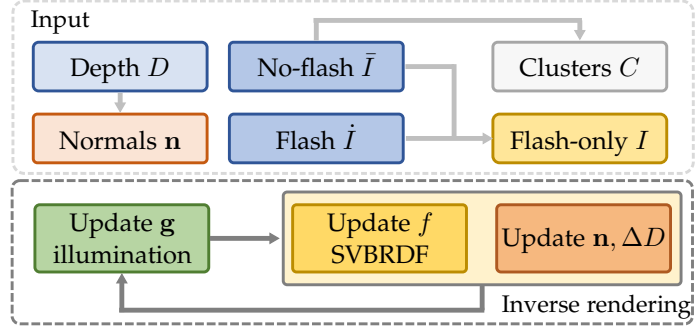 Input
Depth D
No-flash Ī
Clusters C
Normals n
Flash İ
Flash-only I
Update g
illumination
Update f
SVBRDF
Update n, ΔD
Inverse rendering